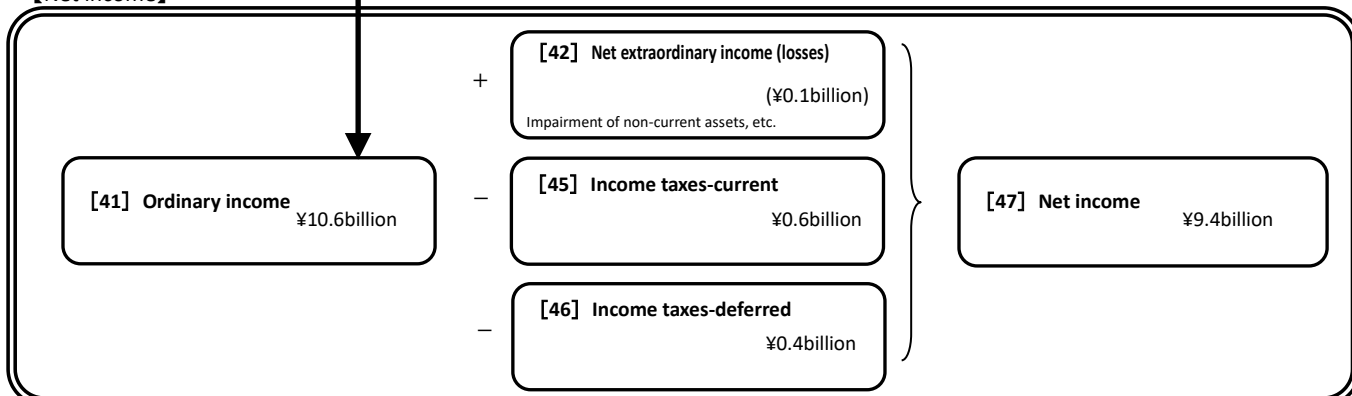 【Net income】
[42] Net extraordinary income (losses)
+
(¥0.1billion)
Impairment of non-current assets, etc.
[41] Ordinary income
¥10.6billion
−
[45] Income taxes-current
¥0.6billion
[47] Net income
¥9.4billion
−
[46] Income taxes-deferred
¥0.4billion